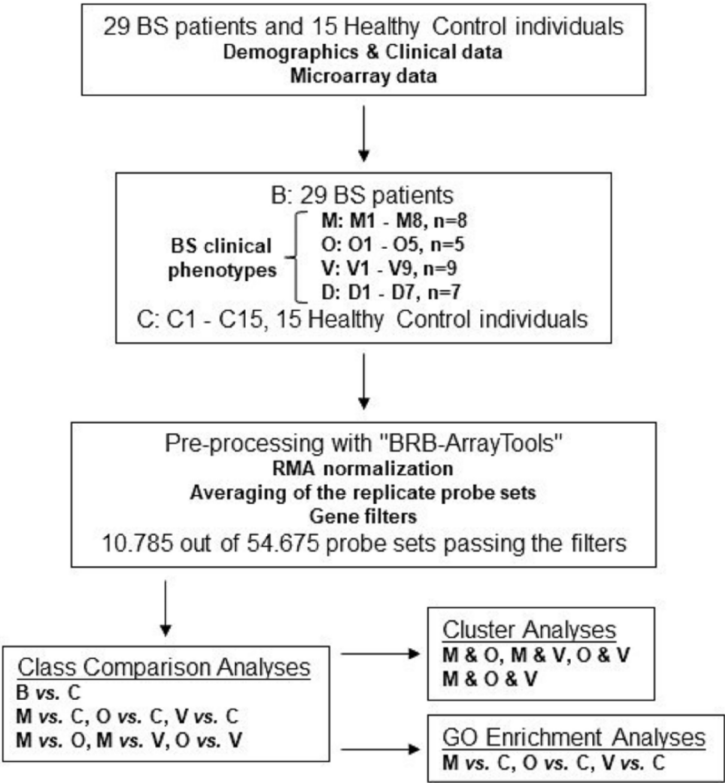 29 BS patients and 15 Healthy Control individuals
Demographics & Clinical data
Microarray data
B: 29 BS patients
BS clinical phenotypes
M: M1 - M8, n=8
O: O1 - O5, n=5
V: V1 - V9, n=9
D: D1 - D7, n=7
C: C1 - C15, 15 Healthy Control individuals
Pre-processing with "BRB-ArrayTools"
RMA normalization
Averaging of the replicate probe sets
Gene filters
10.785 out of 54.675 probe sets passing the filters
Class Comparison Analyses
B vs. C
M vs. C, O vs. C, V vs. C
M vs. O, M vs. V, O vs. V
Cluster Analyses
M & O, M & V, O & V
M & O & V
GO Enrichment Analyses
M vs. C, O vs. C, V vs. C